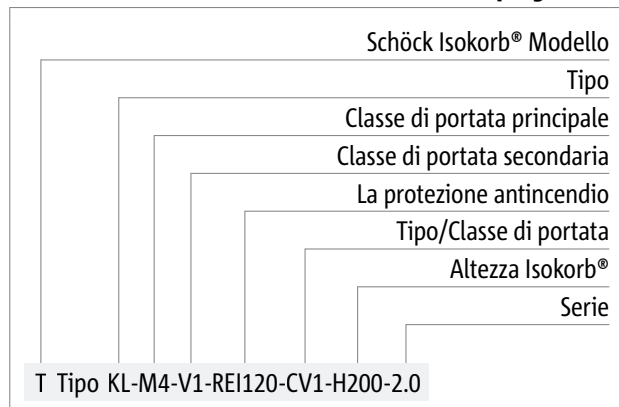 Schöck Isokorb® Modello
Tipo
Classe di portata principale
Classe di portata secondaria
La protezione antincendio
Tipo/Classe di portata
Altezza Isokorb®
Serie
T Tipo KL-M4-V1-REI120-CV1-H200-2.0